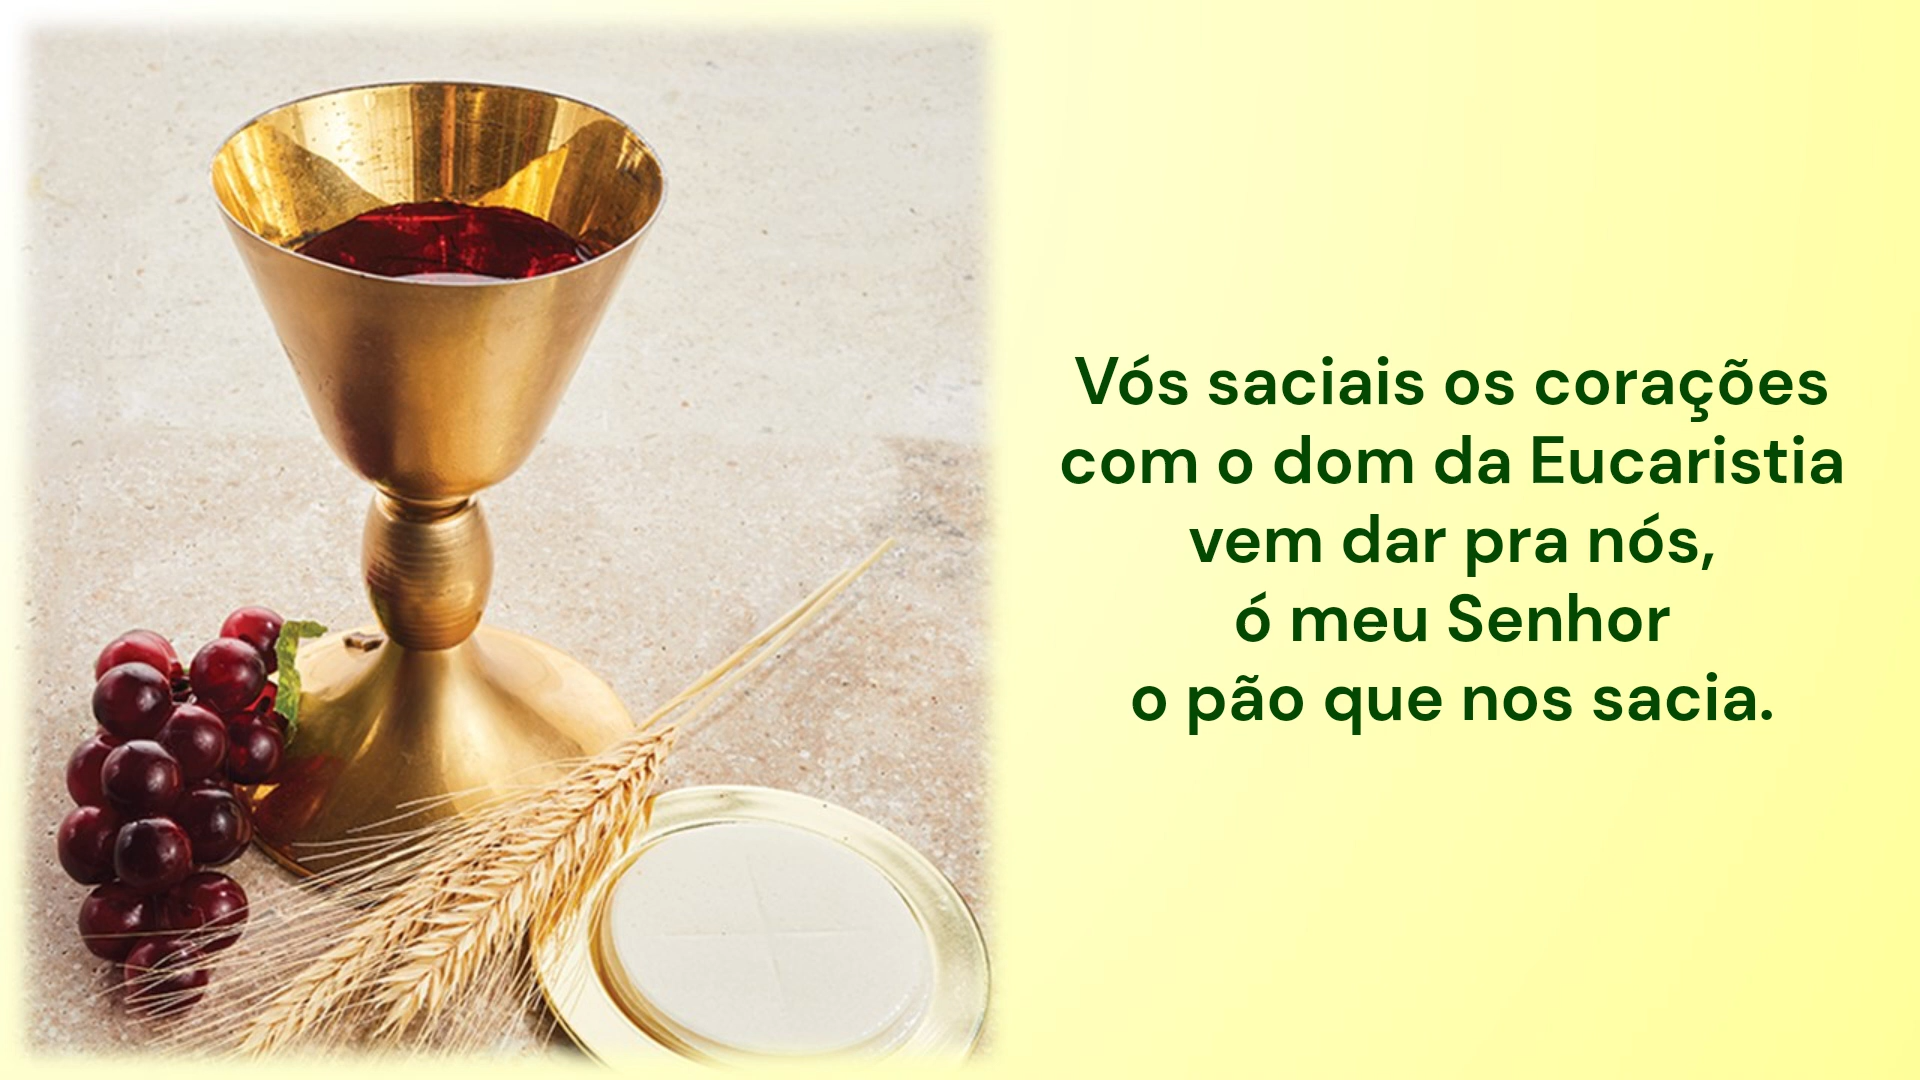 Vós saciais os corações
com o dom da Eucaristia
vem dar pra nós,
ó meu Senhor
o pão que nos sacia.